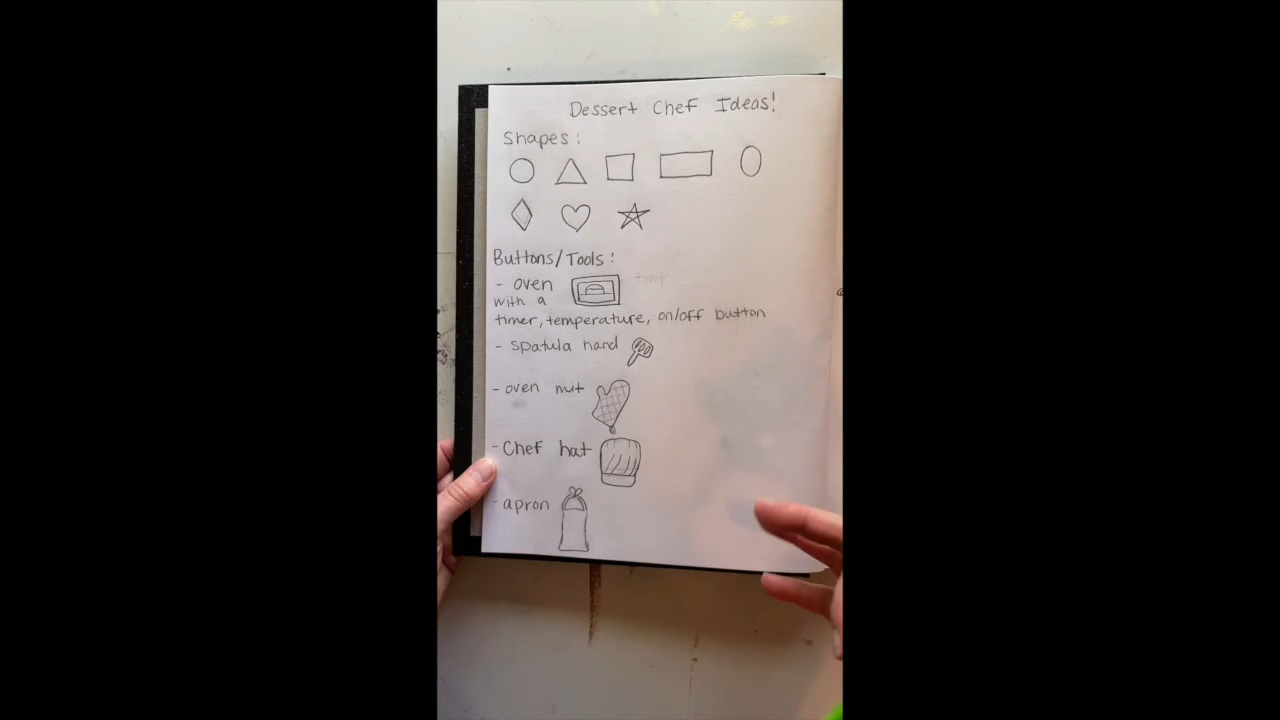 Dessert Chef Ideas!
Shapes:
Buttons/Tools:
- oven
with a
timer, temperature, on/off button
- spatula hand
- oven mit
- Chef hat
- apron